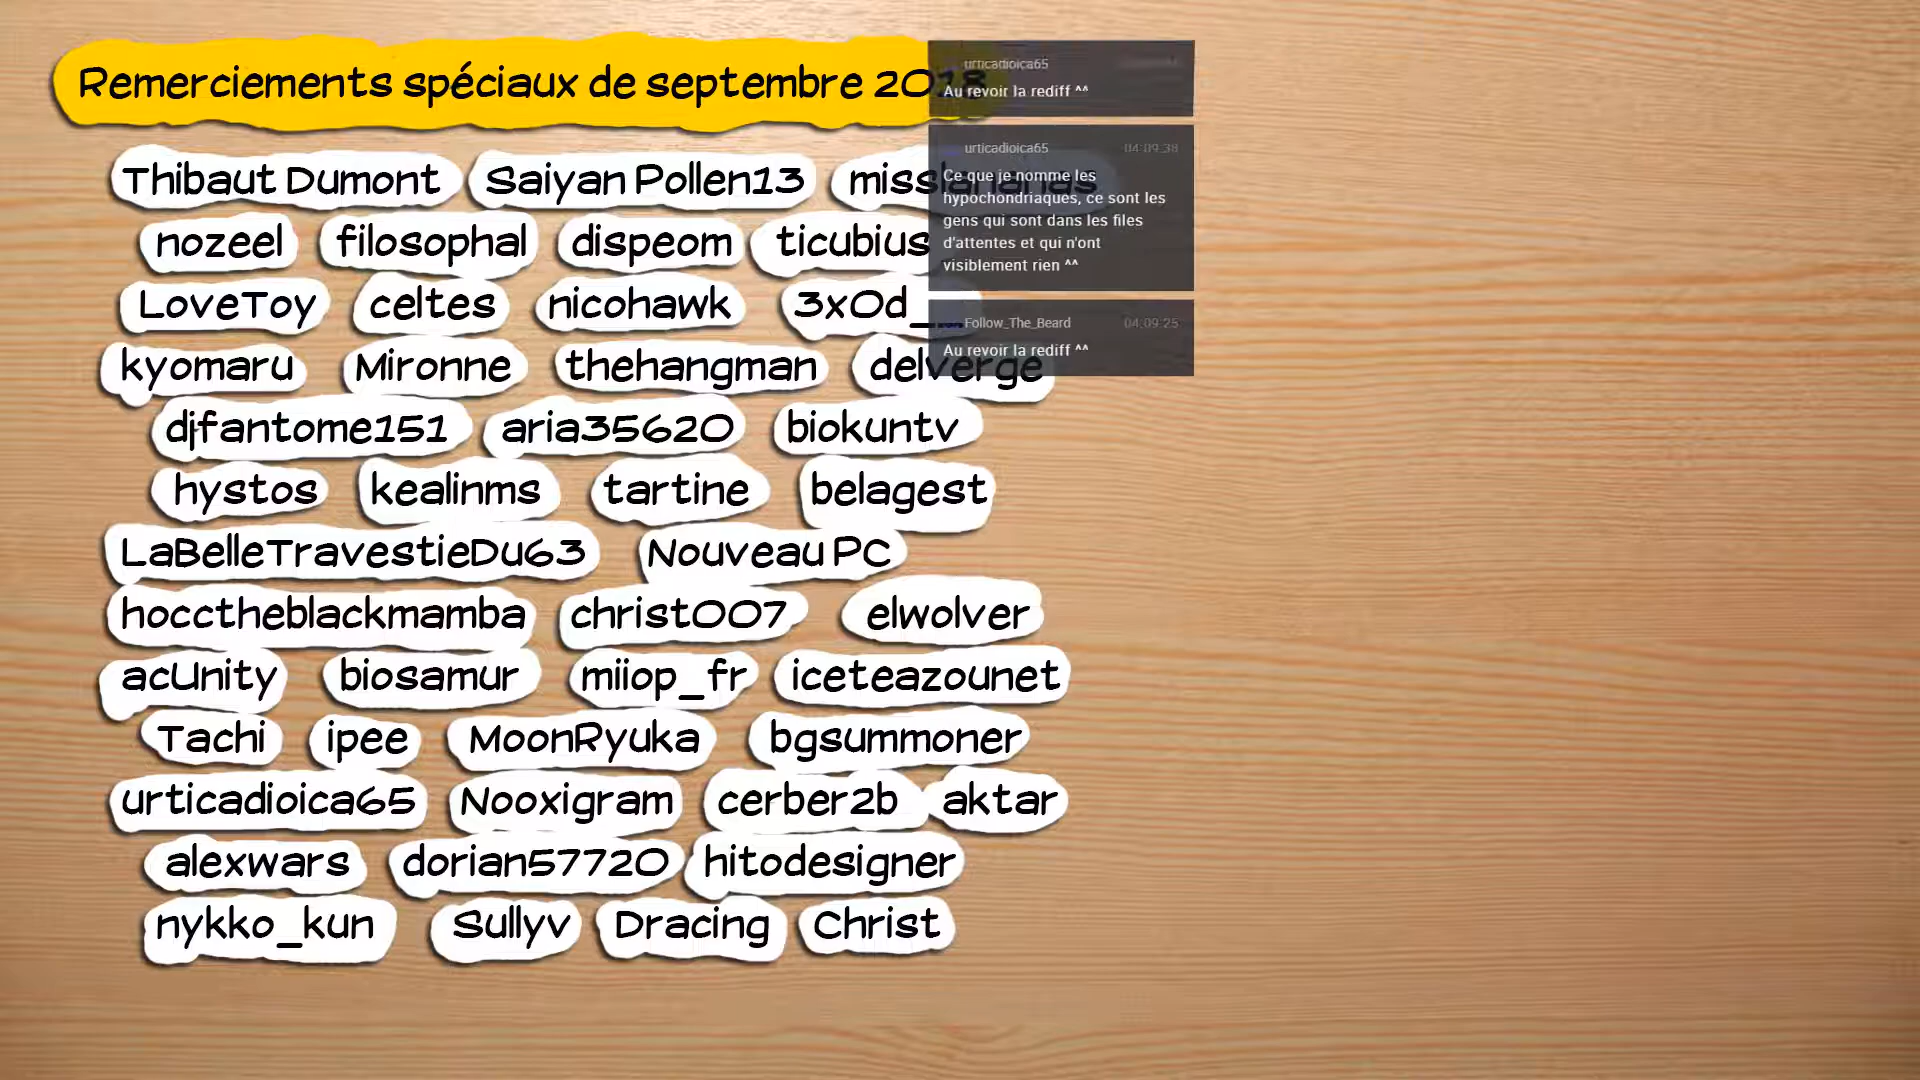 Remerciements spéciaux de septembre 2018
Thibaut Dumont Saiyan Pollen13 misslananas
nozeel filosophal dispeom ticubius
LoveToy celtes nicohawk 3x0d__
kyomaru Mironne thehangman delverge
djfantome151 aria35620 biokuntv
hystos kealinms tartine belagest
LaBelleTravestieDu63 Nouveau PC
hocctheblackmamba christ007 elwolver
acUnity biosamur miiop_fr iceteazounet
Tachi ipee MoonRyuka bgsummoner
urticadioica65 Nooxigram cerber2b aktar
alexwars dorian57720 hitodesigner
nykko_kun Sullyv Dracing Christ
urticadioica65
Au revoir la rediff ^^
urticadioica65 04:09:38
Ce que je nomme les
hypochondriaques, ce sont les
gens qui sont dans les files
d'attentes et qui n'ont
visiblement rien ^^
Follow_The_Beard 04:09:25
Au revoir la rediff ^^